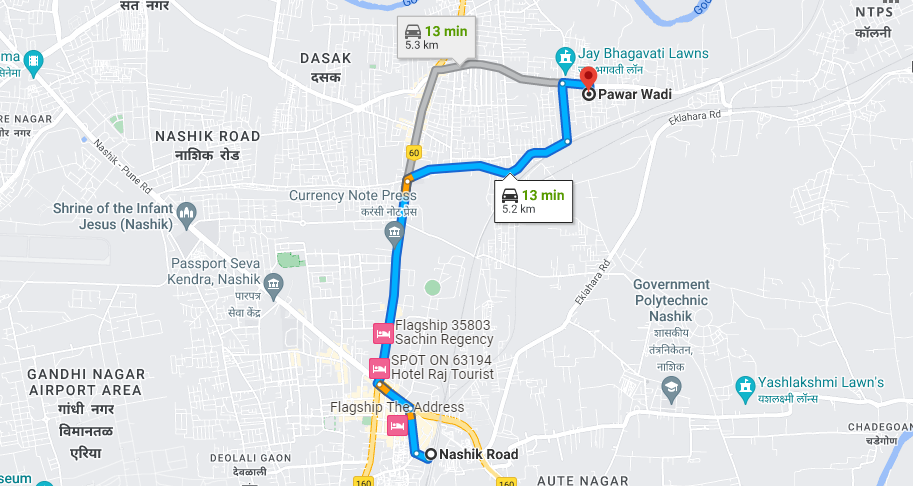 सत नगर
13 min
5.3 km
NTPS
कॉलनी
DASAK
दसक
Jay Bhagavati Lawns
सिनेमा
Pawar Wadi
NASHIK ROAD
नाशिक रोड
Eklahara Rd
60
Nashik - Pune Rd
Currency Note Press
करंसी नोट प्रेस
13 min
5.2 km
Shrine of the Infant
Jesus (Nashik)
Passport Seva
Kendra, Nashik
पारपत्र
सेवा केंद्र
Eklahara Rd
Government
Polytechnic
Nashik
शासकीय
तंत्रनिकेतन,
नाशिक
Flagship 35803
Sachin Regency
SPOT ON 63194
Hotel Raj Tourist
GANDHI NAGAR
AIRPORT AREA
गांधी नगर
विमानतळ
एरिया
Yashlakshmi Lawn's
यशलक्ष्मी लॉन्स
Flagship The Address
CHADEGOAN
चडेगोण
Nashik Road
DEOLALI GAON
देवळाली
160
160
AUTE NAGAR